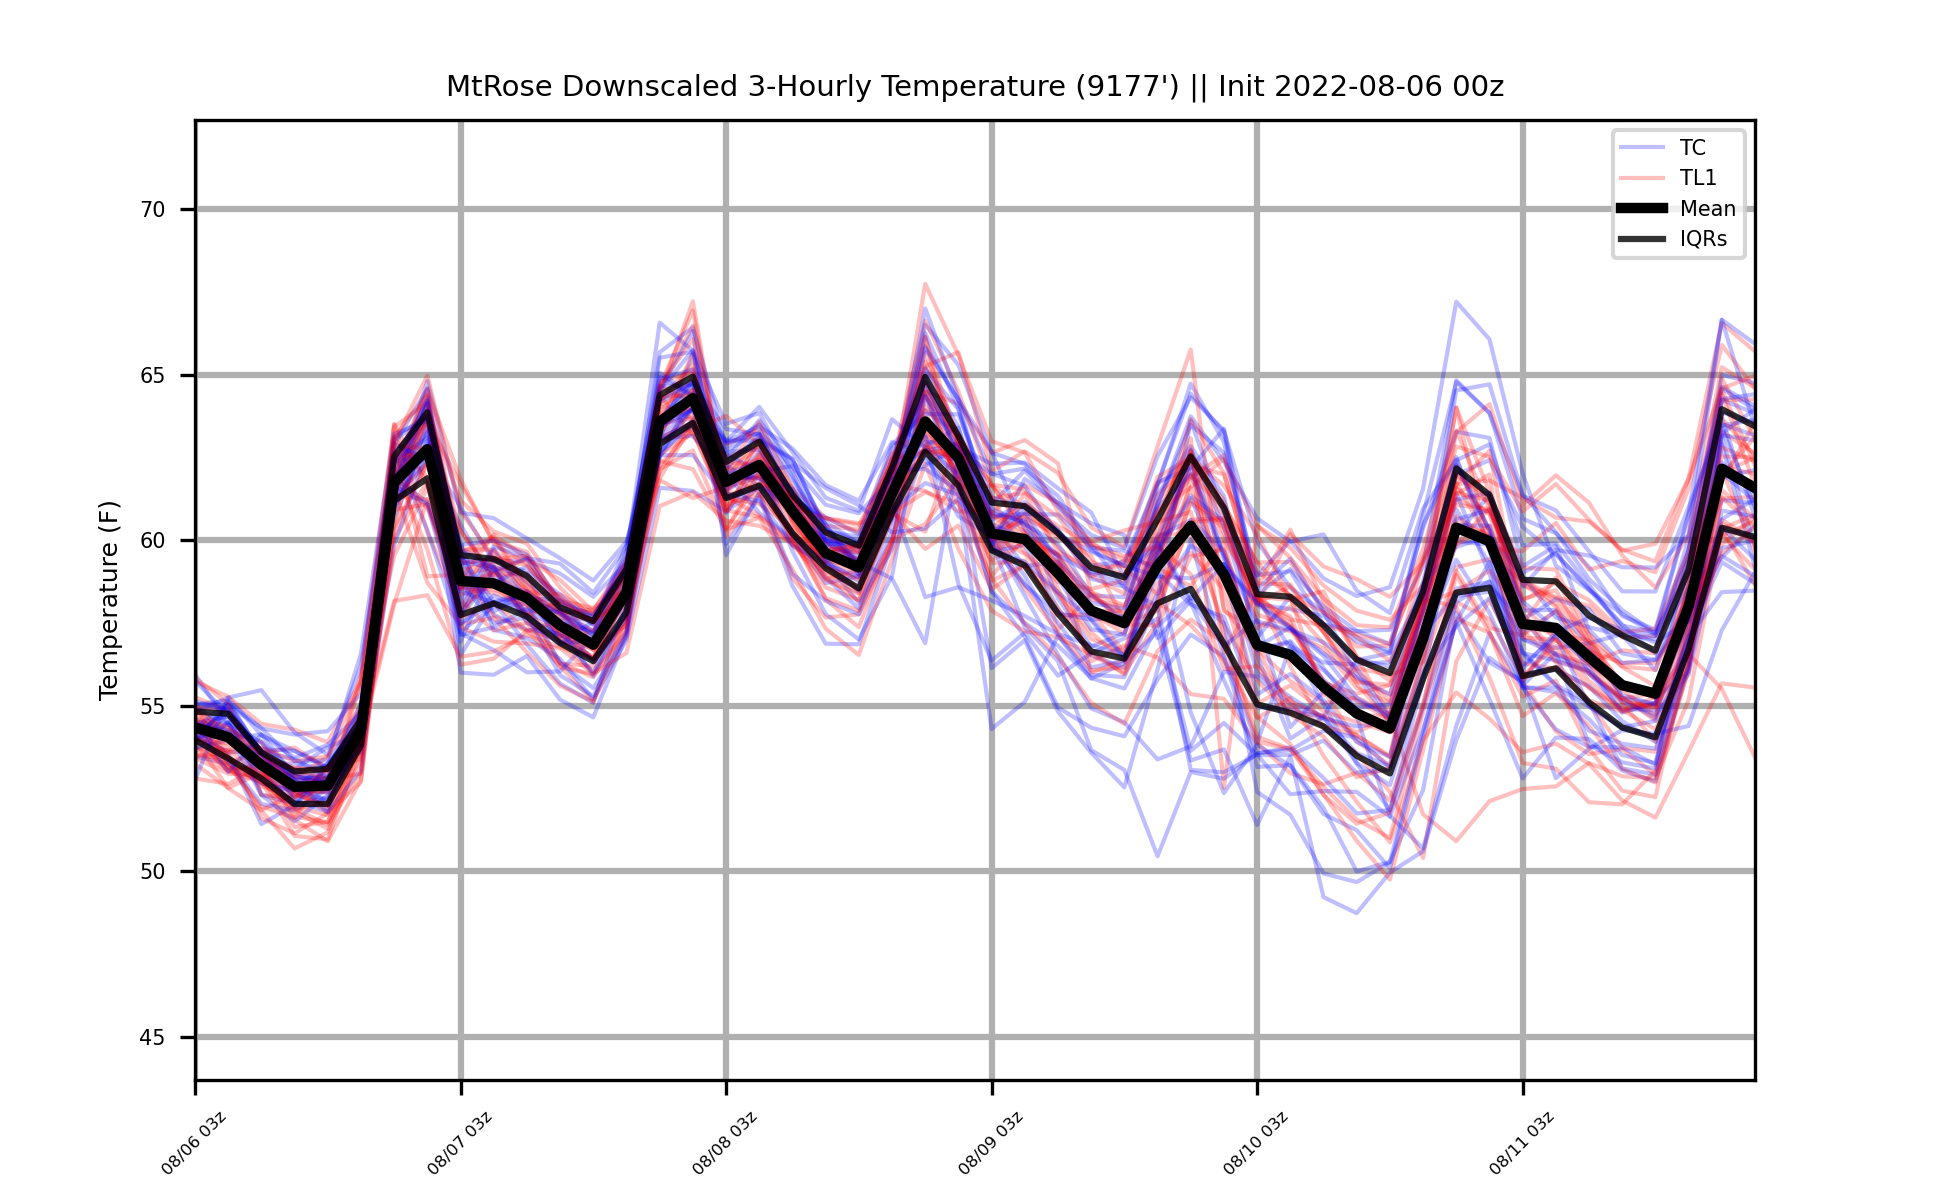 MtRose Downscaled 3-Hourly Temperature (9177') || Init 2022-08-06 00z
TC
TL1
Mean
IQRs
Temperature (F)
70
65
60
55
50
45
08/06 03z
08/07 03z
08/08 03z
08/09 03z
08/10 03z
08/11 03z